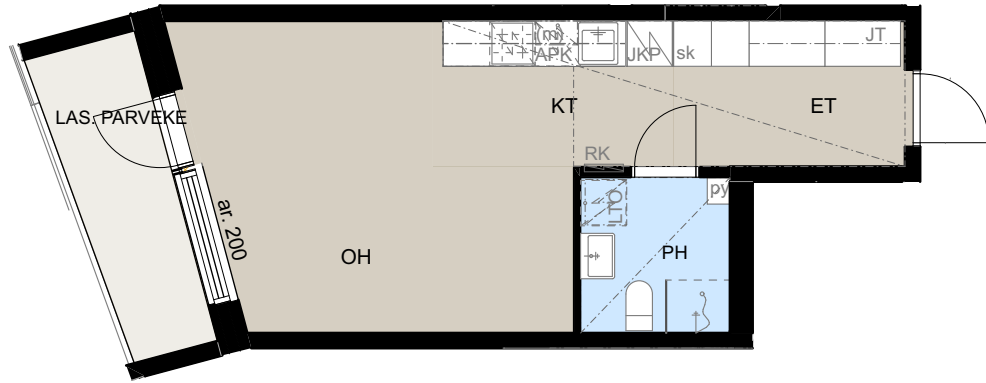 (m)
APK
JKP
sk
JT
LAS. PARVEKE
KT
ET
RK
LTO
py
ar. 200
OH
PH